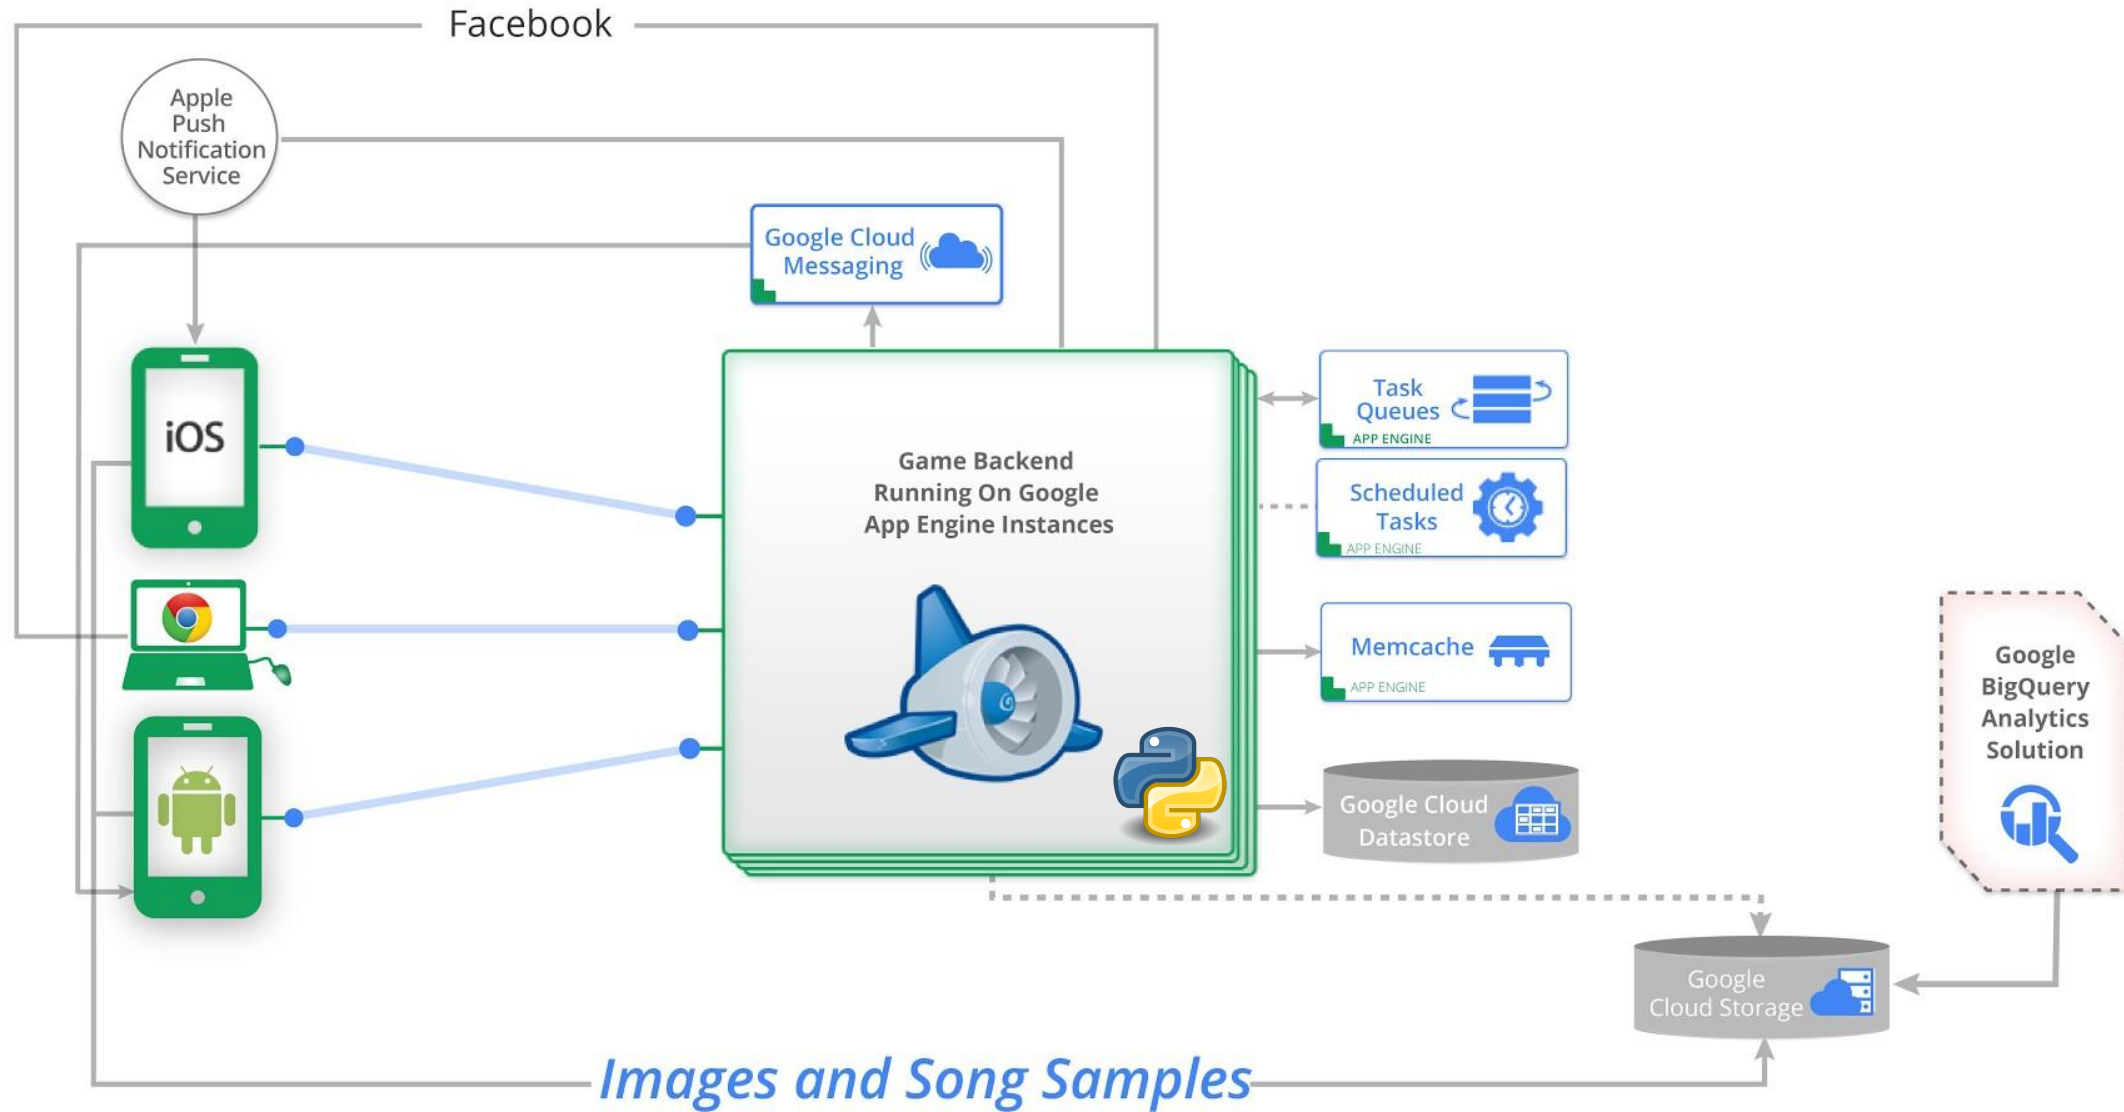 Facebook
Apple
Push
Notification
Service
Google Cloud
Messaging
iOS
Game Backend
Running On Google
App Engine Instances
Task
Queues
APP ENGINE
Scheduled
Tasks
APP ENGINE
Memcache
APP ENGINE
Google Cloud
Datastore
Google
BigQuery
Analytics
Solution
Google
Cloud Storage
Images and Song Samples